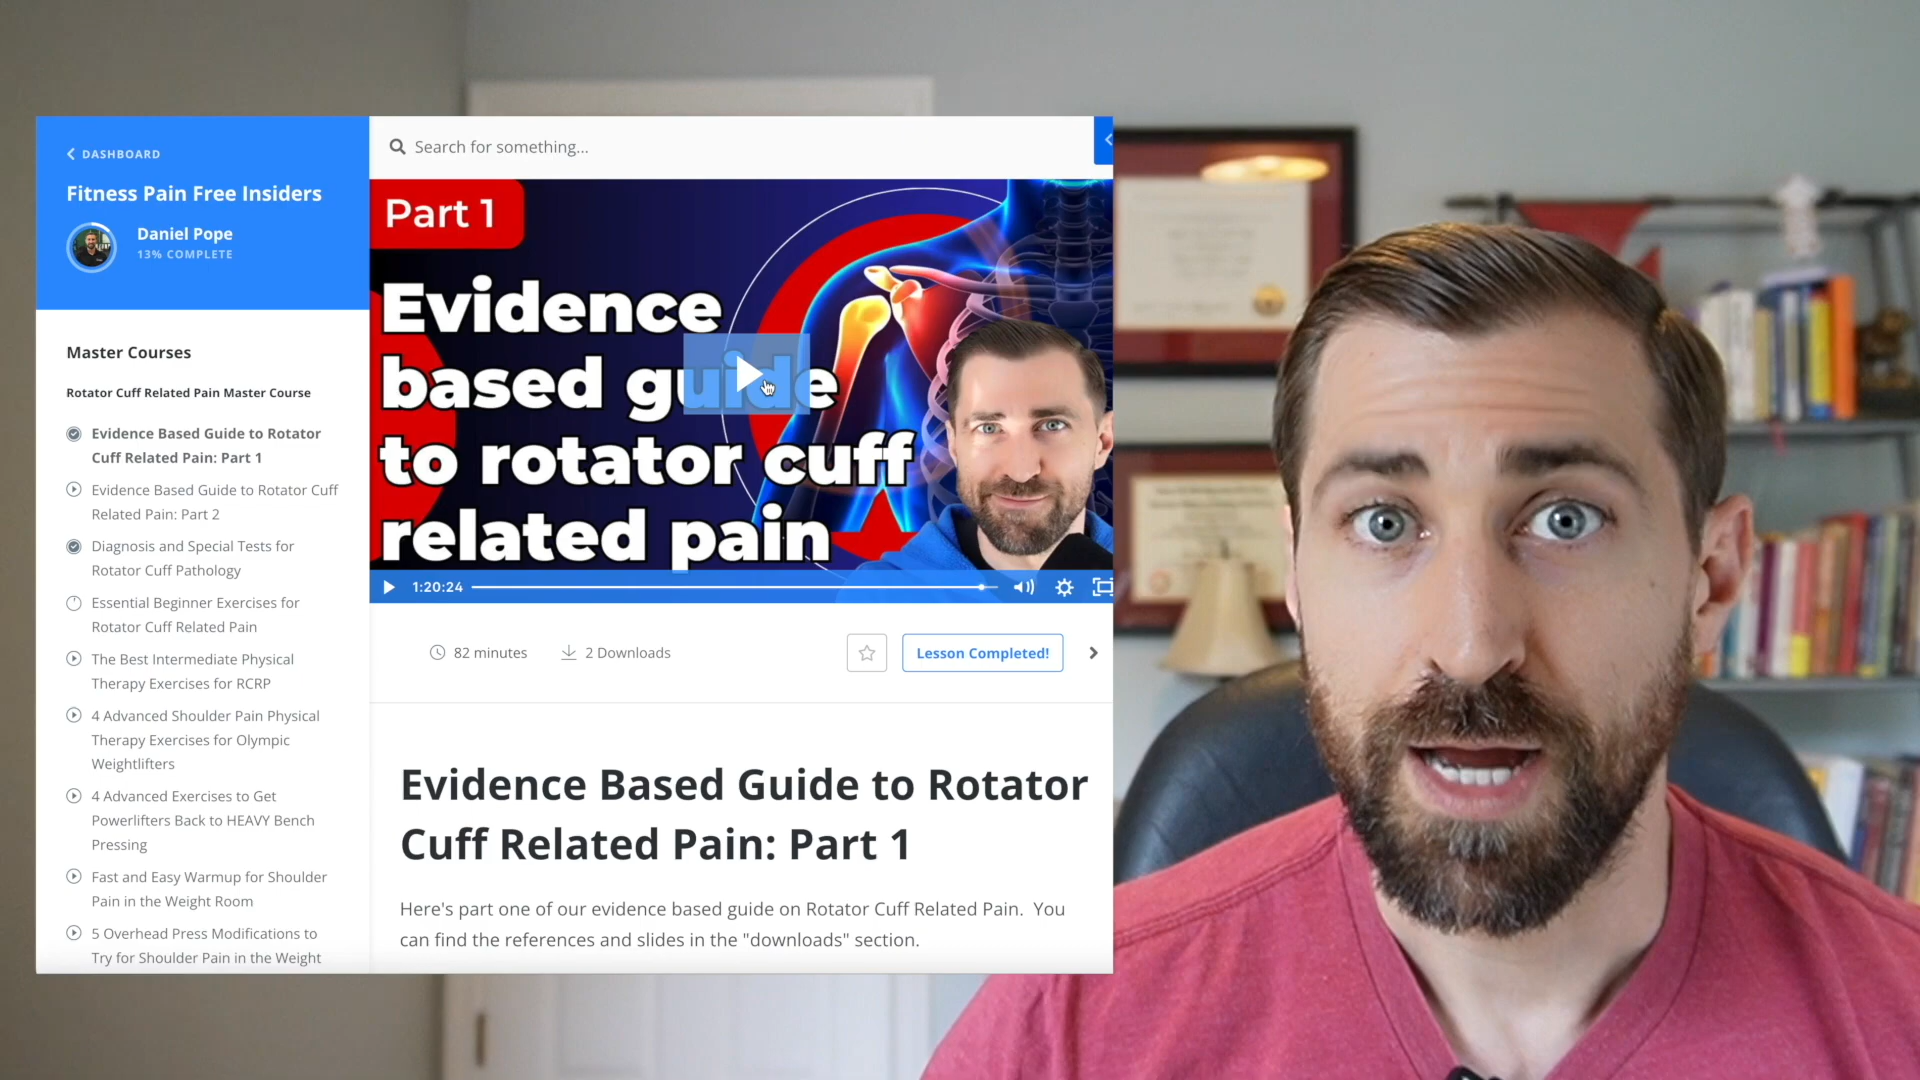 DASHBOARD
Fitness Pain Free Insiders
Daniel Pope
13% COMPLETE
Master Courses
Rotator Cuff Related Pain Master Course
Evidence Based Guide to Rotator
Cuff Related Pain: Part 1
Evidence Based Guide to Rotator Cuff
Related Pain: Part 2
Diagnosis and Special Tests for
Rotator Cuff Pathology
Essential Beginner Exercises for
Rotator Cuff Related Pain
The Best Intermediate Physical
Therapy Exercises for RCRP
4 Advanced Shoulder Pain Physical
Therapy Exercises for Olympic
Weightlifters
4 Advanced Exercises to Get
Powerlifters Back to HEAVY Bench
Pressing
Fast and Easy Warmup for Shoulder
Pain in the Weight Room
5 Overhead Press Modifications to
Try for Shoulder Pain in the Weight
Search for something...
Part 1
Evidence
based guide
to rotator cuff
related pain
1:20:24
82 minutes
2 Downloads
Lesson Completed!
Evidence Based Guide to Rotator
Cuff Related Pain: Part 1
Here's part one of our evidence based guide on Rotator Cuff Related Pain. You
can find the references and slides in the "downloads" section.